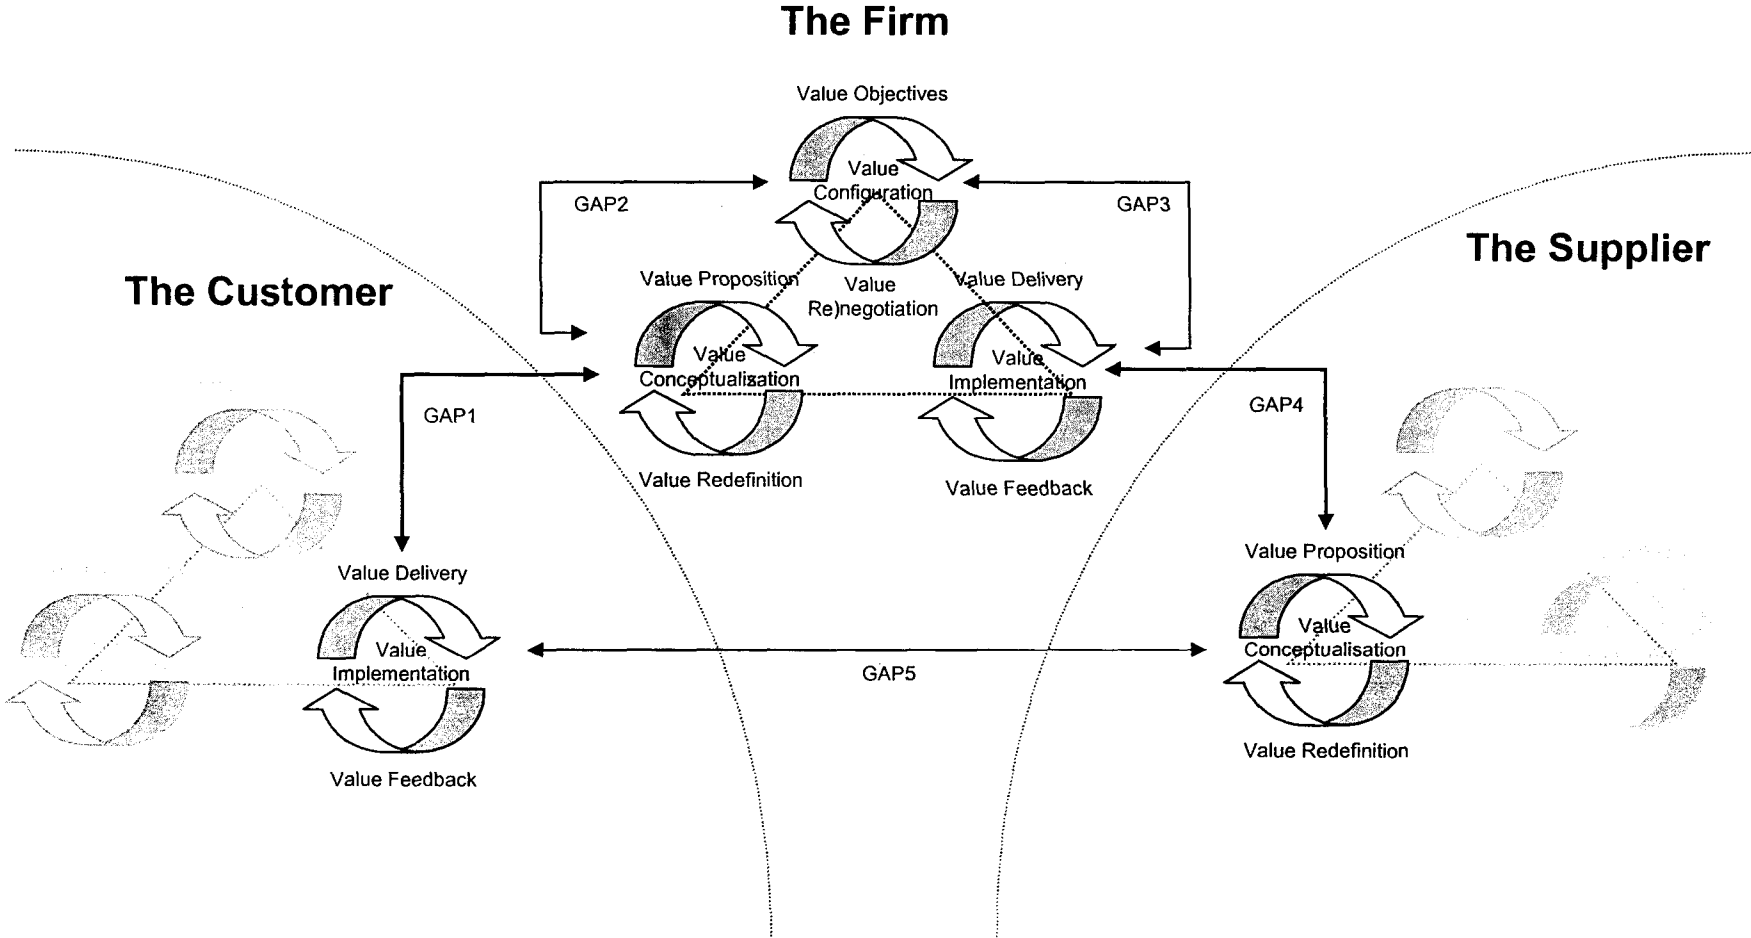 The Firm
Value Objectives
Value
Configuration
GAP2
GAP3
The Supplier
The Customer
Value Proposition
Value
Re)negotiation
Value Delivery
Value
Conceptualisation
Value
Implementation
GAP1
GAP4
Value Redefinition
Value Feedback
Value Delivery
Value
Implementation
Value Feedback
GAP5
Value Proposition
Value
Conceptualisation
Value Redefinition